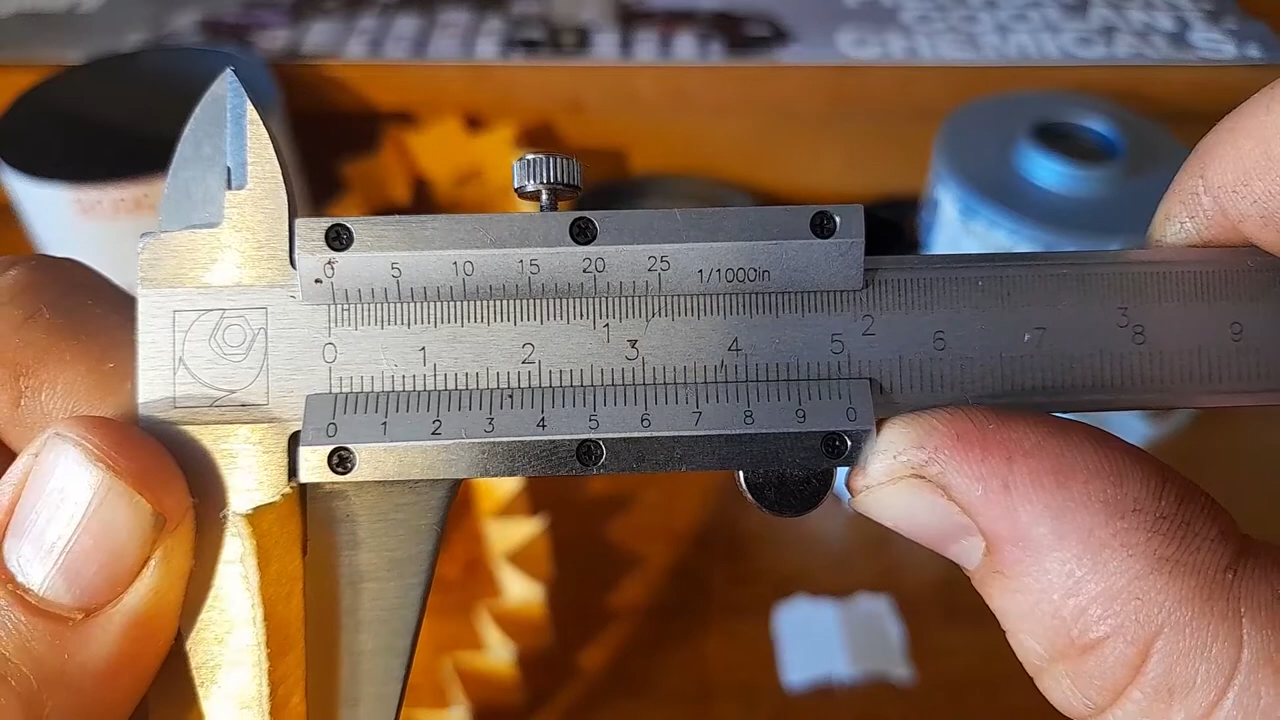 COOLANT
CHEMICALS.
0 5 10 15 20 25 1/1000in
1 2 3
0 1 2 3 4 5 6 7 8 9
0 1 2 3 4 5 6 7 8 9 0